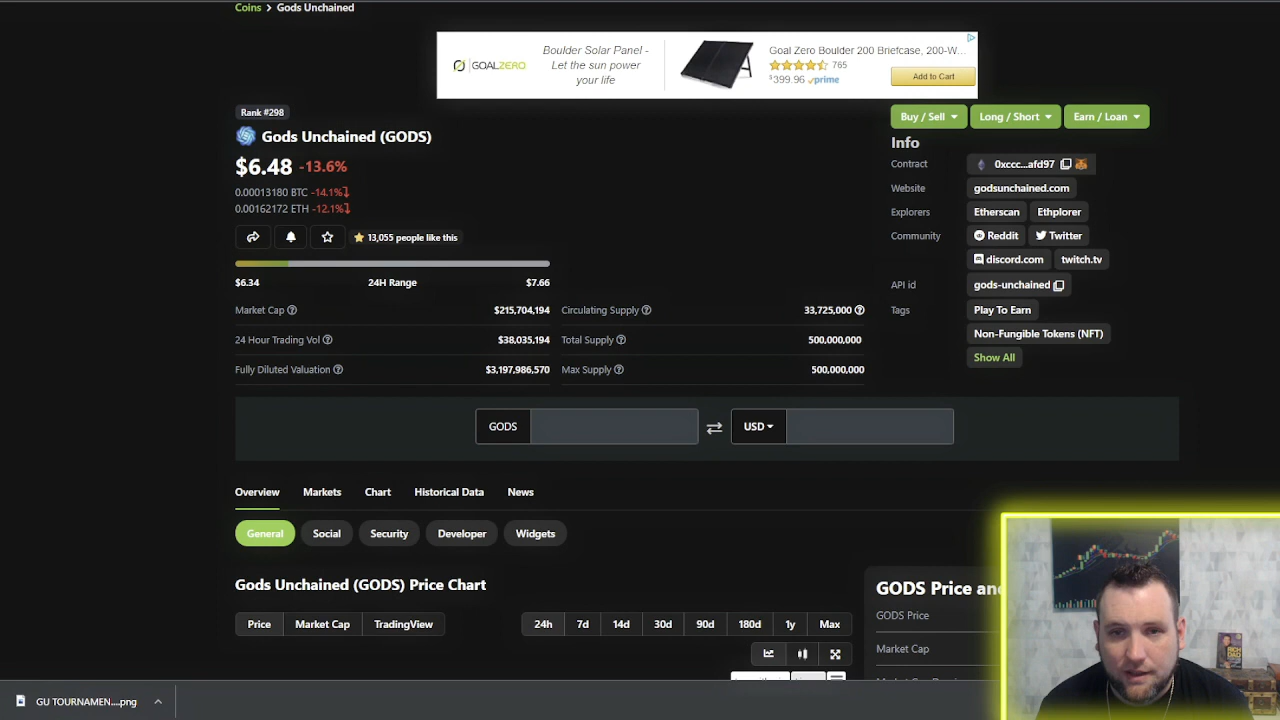 Coins > Gods Unchained
GOALZERO
Boulder Solar Panel -
Let the sun power
your life
Goal Zero Boulder 200 Briefcase, 200-W...
765
$399.96 prime
Add to Cart
Rank #298
Gods Unchained (GODS)
$6.48 -13.6%
0.00013180 BTC -14.1%
0.00162172 ETH -12.1%
13,055 people like this
$6.34 24H Range $7.66
Market Cap $215,704,194
24 Hour Trading Vol $38,035,194
Fully Diluted Valuation $3,197,986,570
Circulating Supply 33,725,000
Total Supply 500,000,000
Max Supply 500,000,000
Buy / Sell Long / Short Earn / Loan
Info
Contract 0xccc...afd97
Website godsunchained.com
Explorers Etherscan Ethplorer
Community Reddit Twitter
discord.com twitch.tv
API id gods-unchained
Tags Play To Earn
Non-Fungible Tokens (NFT)
Show All
GODS USD
Overview Markets Chart Historical Data News
General Social Security Developer Widgets
Gods Unchained (GODS) Price Chart
Price Market Cap TradingView
24h 7d 14d 30d 90d 180d 1y Max
GODS Price an
GODS Price
Market Cap
RICH
DAD
GU TOURNAMEN....png